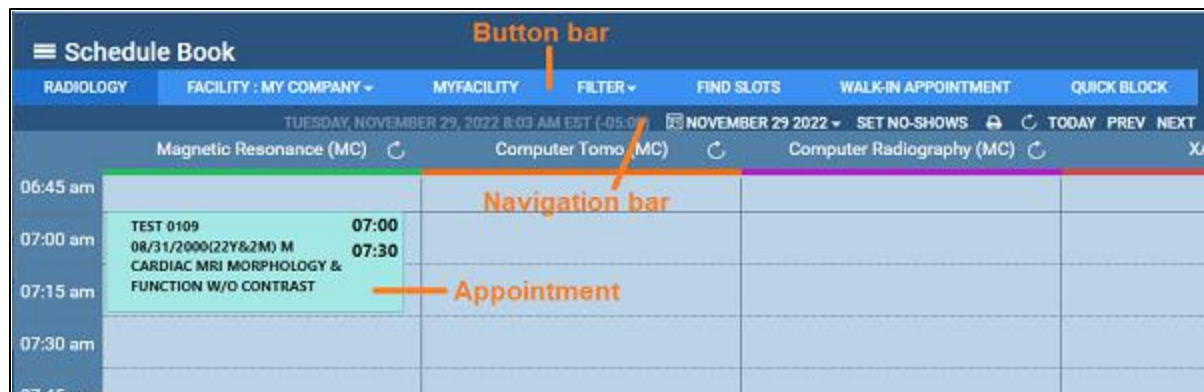 Button bar
Schedule Book
RADIOLOGY FACILITY : MY COMPANY MYFACILITY FILTER FIND SLOTS WALK-IN APPOINTMENT QUICK BLOCK
TUESDAY, NOVEMBER 29, 2022 8:03 AM EST (-05:00) NOVEMBER 29 2022 SET NO-SHOWS TODAY PREV NEXT
Magnetic Resonance (MC) Computer Tomo (MC) Computer Radiography (MC)
06:45 am
Navigation bar
TEST 0109 07:00
07:00 am 08/31/2000(22Y&2M) M 07:30
CARDIAC MRI MORPHOLOGY &
07:15 am FUNCTION W/O CONTRAST Appointment
07:30 am